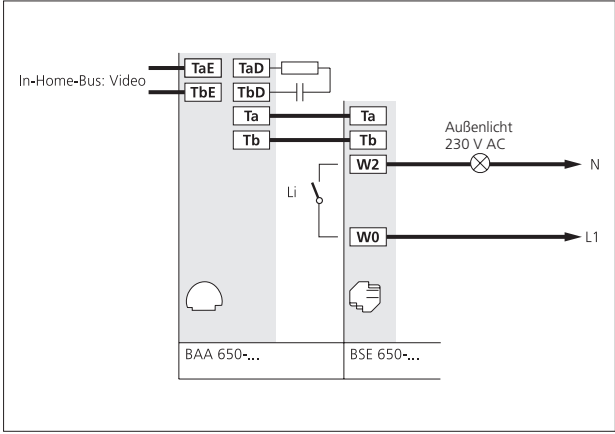 TaE TaD
In-Home-Bus: Video
TbE TbD
Ta Ta
Außenlicht
230 V AC
Tb Tb
W2 N
Li
W0 L1
BAA 650-... BSE 650-...